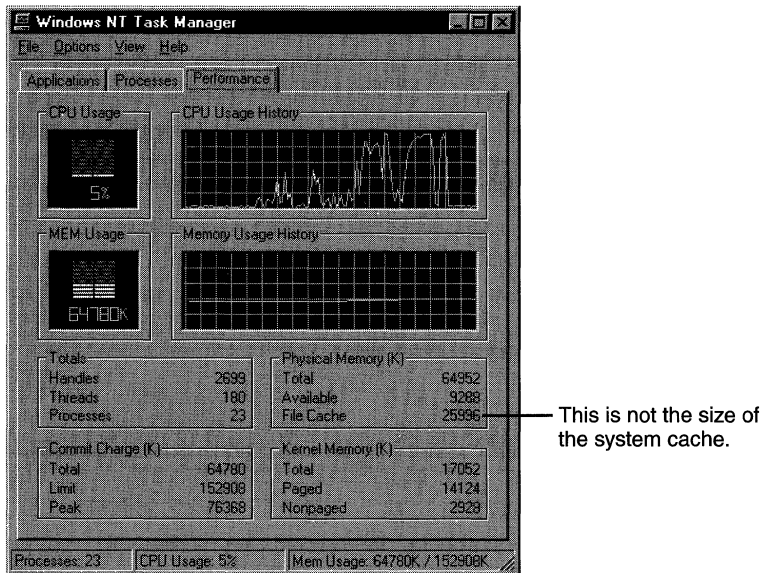 Windows NT Task Manager
File Options View Help
Applications Processes Performance
CPU Usage
CPU Usage History
5%
MEM Usage
Memory Usage History
64780K
Totals
Handles 2699
Threads 180
Processes 23
Physical Memory (K)
Total 64952
Available 9288
File Cache 25996
This is not the size of
the system cache.
Commit Charge (K)
Total 64780
Limit 152908
Peak 76368
Kernel Memory (K)
Total 17052
Paged 14124
Nonpaged 2928
Processes: 23 CPU Usage: 5% Mem Usage: 64780K / 152908K